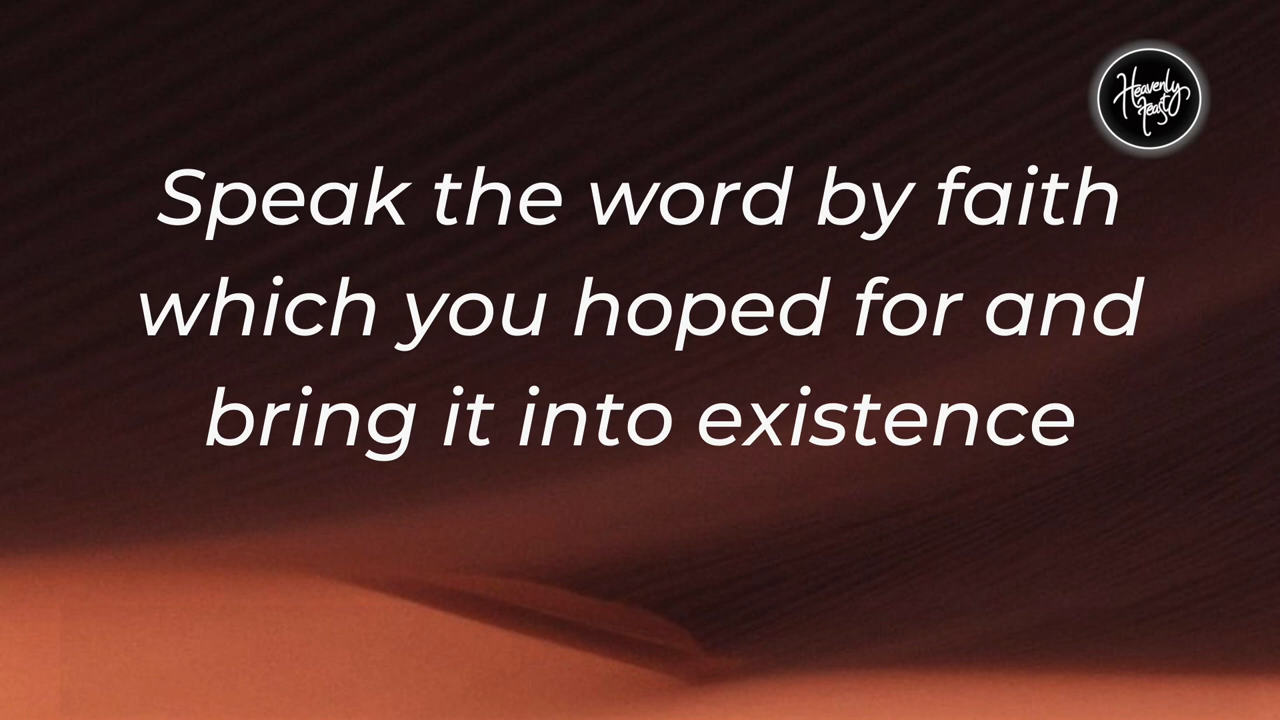 Heavenly
feast
Speak the word by faith
which you hoped for and
bring it into existence